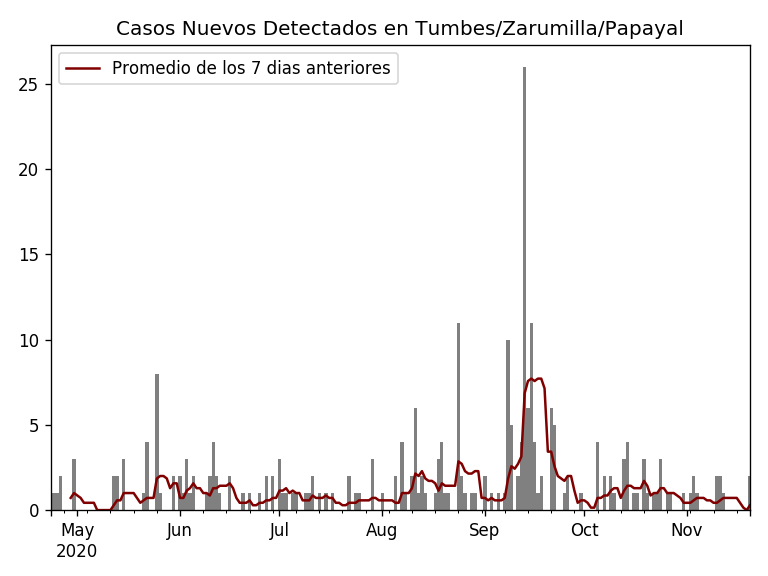 Casos Nuevos Detectados en Tumbes/Zarumilla/Papayal
Promedio de los 7 dias anteriores
25
20
15
10
5
0
May Jun Jul Aug Sep Oct Nov
2020